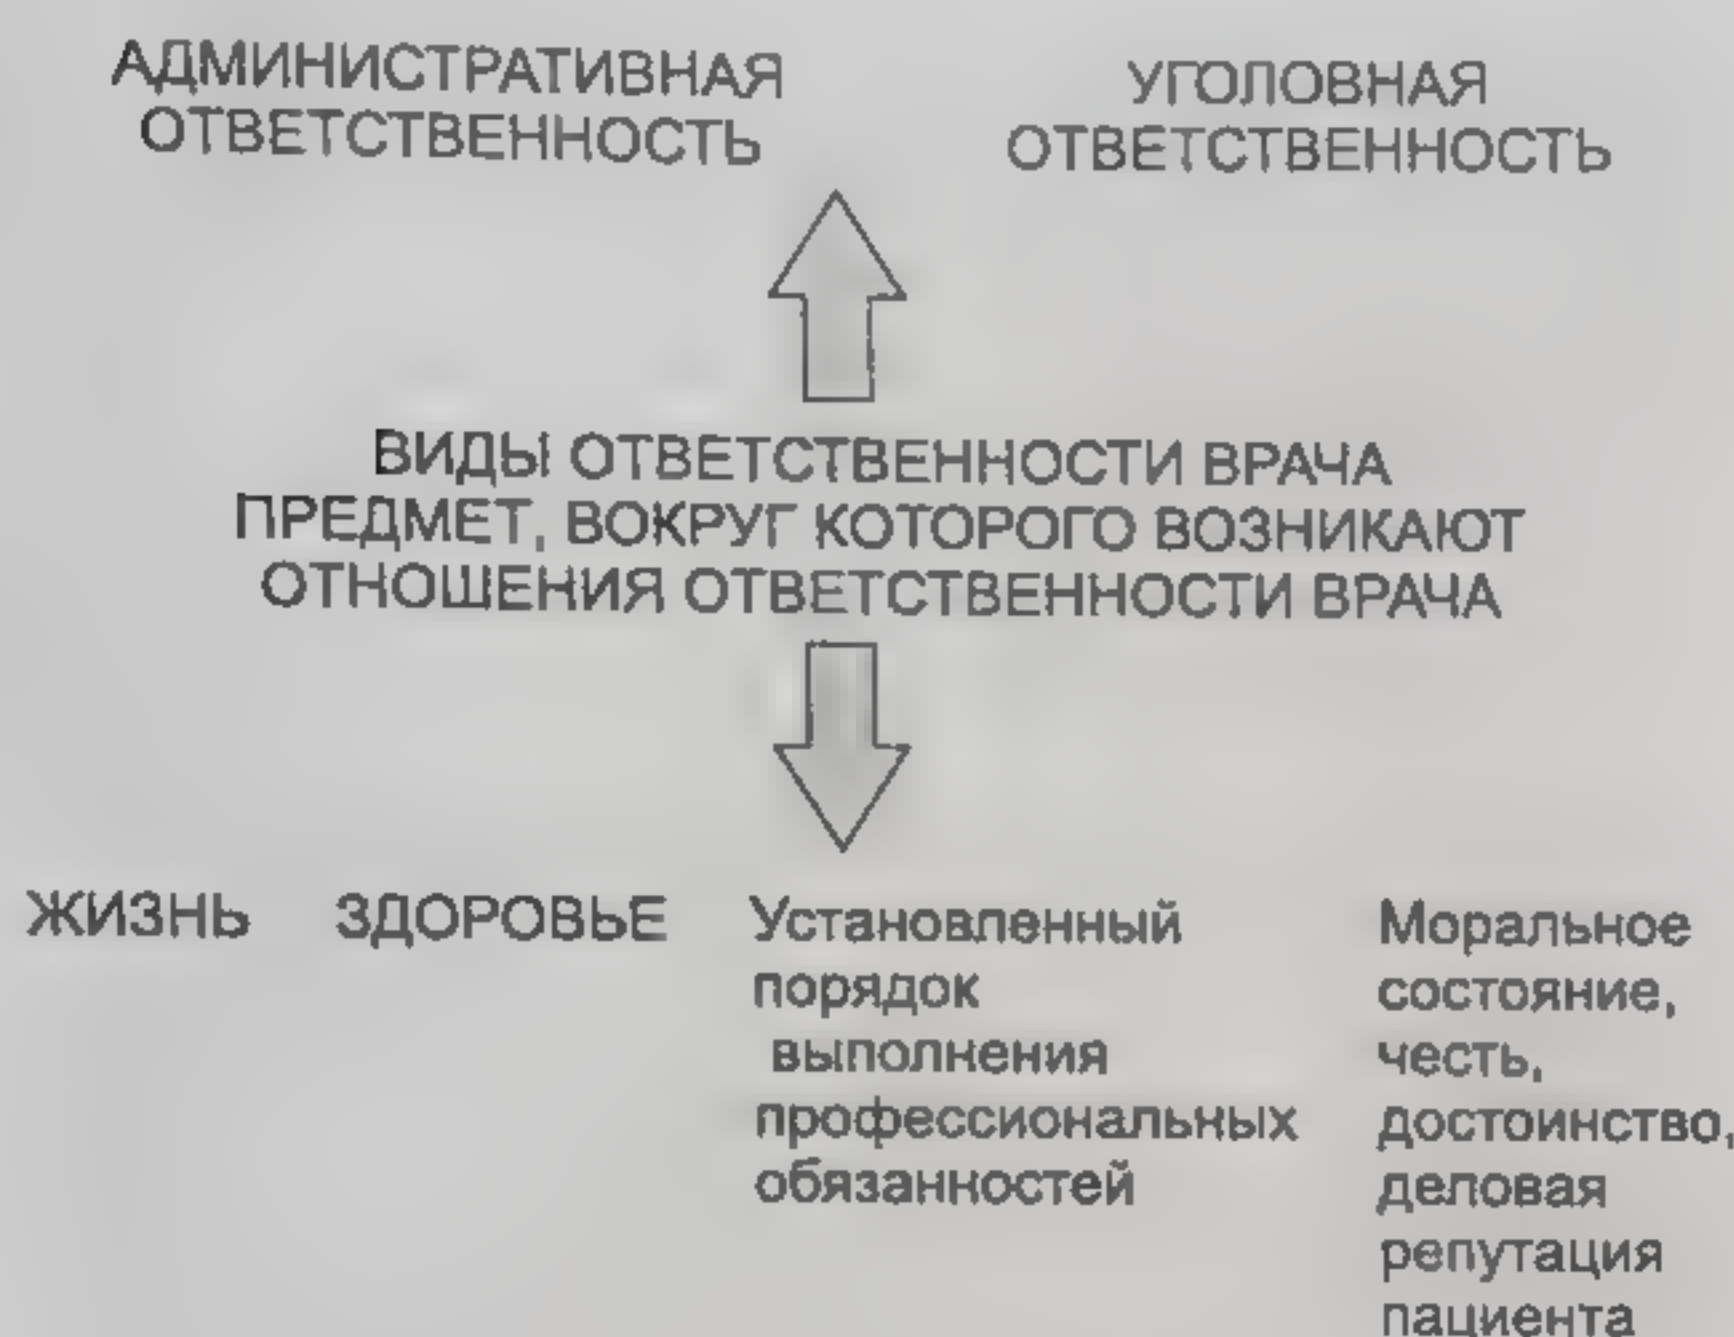 АДМИНИСТРАТИВНАЯ
ОТВЕТСТВЕННОСТЬ
УГОЛОВНАЯ
ОТВЕТСТВЕННОСТЬ
ВИДЫ ОТВЕТСТВЕННОСТИ ВРАЧА
ПРЕДМЕТ, ВОКРУГ КОТОРОГО ВОЗНИКАЮТ
ОТНОШЕНИЯ ОТВЕТСТВЕННОСТИ ВРАЧА
ЖИЗНЬ
ЗДОРОВЬЕ
Установленный
порядок
выполнения
профессиональных
обязанностей
Моральное
состояние,
честь,
достоинство,
деловая
репутация
пациента